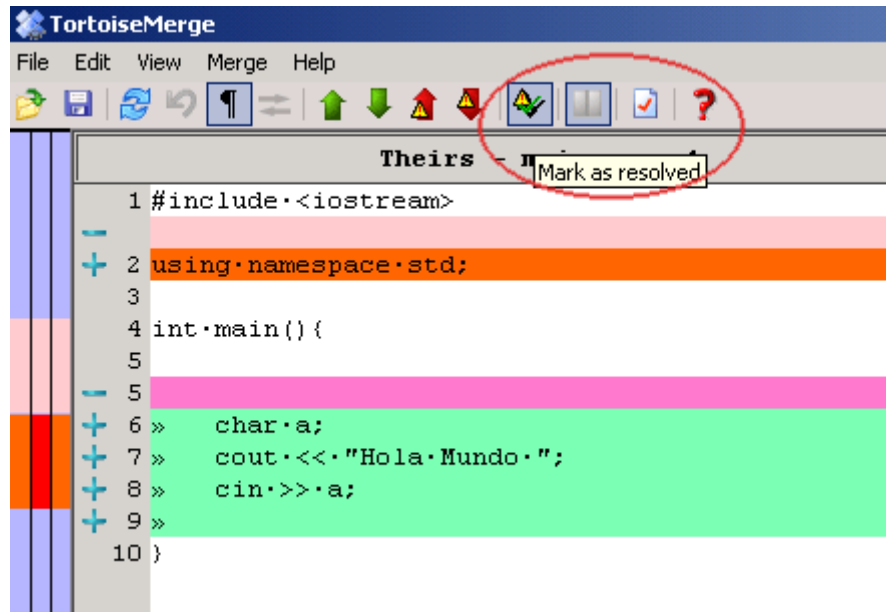 TortoiseMerge
File Edit View Merge Help
Theirs -
Mark as resolved
1 #include·<iostream>
2 using·namespace·std;
3
4 int·main(){
5
5
6 » char·a;
7 » cout·<<·"Hola·Mundo·";
8 » cin·>>·a;
9 »
10 }